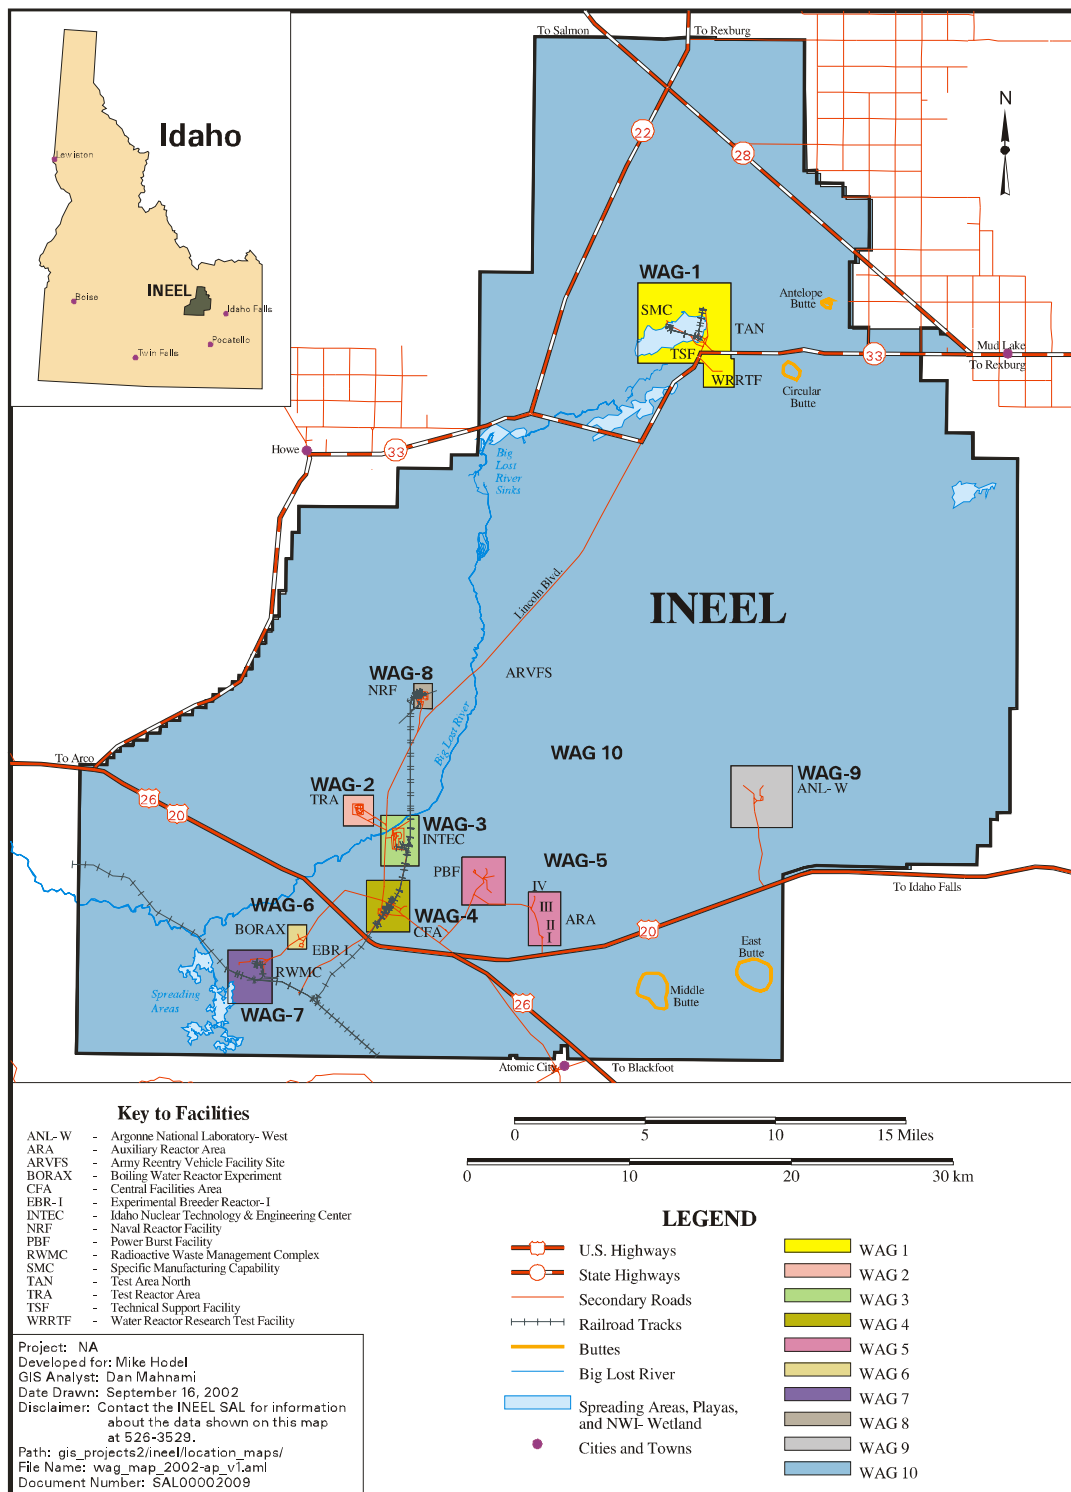 Idaho
Lewiston
Boise
INEEL
Idaho Falls
Pocatello
Twin Falls
To Salmon
To Rexburg
22
28
N
WAG-1
SMC
TAN
TSF
WRRTF
Antelope
Butte
33
Mud Lake
To Rexburg
Circular
Butte
Howe
33
Big
Lost
River
Sinks
Lincoln Blvd.
INEEL
WAG-8
NRF
ARVFS
Big Lost River
WAG 10
To Arco
26
20
WAG-2
TRA
WAG-3
INTEC
WAG-9
ANL-W
WAG-5
PBF
IV
III
II
I
ARA
To Idaho Falls
WAG-4
CFA
WAG-6
BORAX
EBR I
20
RWMC
WAG-7
Spreading
Areas
26
East
Butte
Middle
Butte
Atomic City
To Blackfoot
Key to Facilities
ANL-W - Argonne National Laboratory-West
ARA - Auxiliary Reactor Area
ARVFS - Army Reentry Vehicle Facility Site
BORAX - Boiling Water Reactor Experiment
CFA - Central Facilities Area
EBR-I - Experimental Breeder Reactor-I
INTEC - Idaho Nuclear Technology & Engineering Center
NRF - Naval Reactor Facility
PBF - Power Burst Facility
RWMC - Radioactive Waste Management Complex
SMC - Specific Manufacturing Capability
TAN - Test Area North
TRA - Test Reactor Area
TSF - Technical Support Facility
WRRTF - Water Reactor Research Test Facility
0 5 10 15 Miles
0 10 20 30 km
LEGEND
U.S. Highways
State Highways
Secondary Roads
Railroad Tracks
Buttes
Big Lost River
Spreading Areas, Playas,
and NWI-Wetland
Cities and Towns
WAG 1
WAG 2
WAG 3
WAG 4
WAG 5
WAG 6
WAG 7
WAG 8
WAG 9
WAG 10
Project: NA
Developed for: Mike Hodel
GIS Analyst: Dan Mahnami
Date Drawn: September 16, 2002
Disclaimer: Contact the INEEL SAL for information
about the data shown on this map
at 526-3529.
Path: gis_projects2/ineel/location_maps/
File Name: wag_map_2002-ap_v1.aml
Document Number: SAL00002009